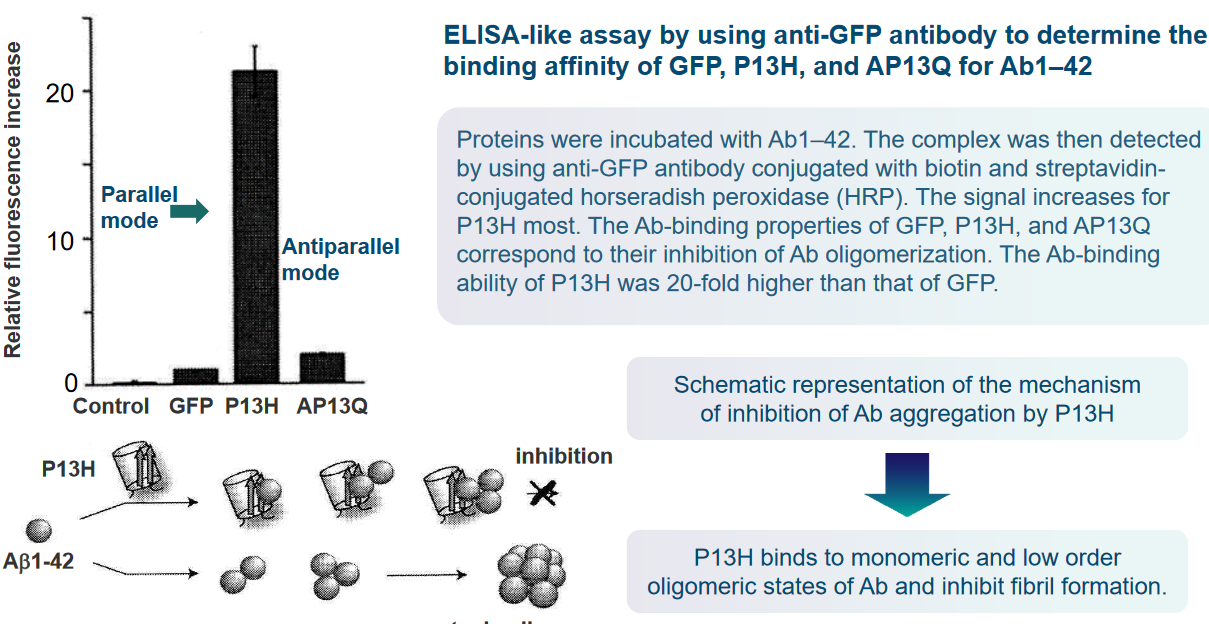 ELISA-like assay by using anti-GFP antibody to determine the
binding affinity of GFP, P13H, and AP13Q for Ab1–42
Relative fluorescence increase
20
10
0
Parallel
mode
Antiparallel
mode
Control GFP P13H AP13Q
Proteins were incubated with Ab1–42. The complex was then detected
by using anti-GFP antibody conjugated with biotin and streptavidin-
conjugated horseradish peroxidase (HRP). The signal increases for
P13H most. The Ab-binding properties of GFP, P13H, and AP13Q
correspond to their inhibition of Ab oligomerization. The Ab-binding
ability of P13H was 20-fold higher than that of GFP.
Schematic representation of the mechanism
of inhibition of Ab aggregation by P13H
P13H
inhibition
Aβ1-42
P13H binds to monomeric and low order
oligomeric states of Ab and inhibit fibril formation.